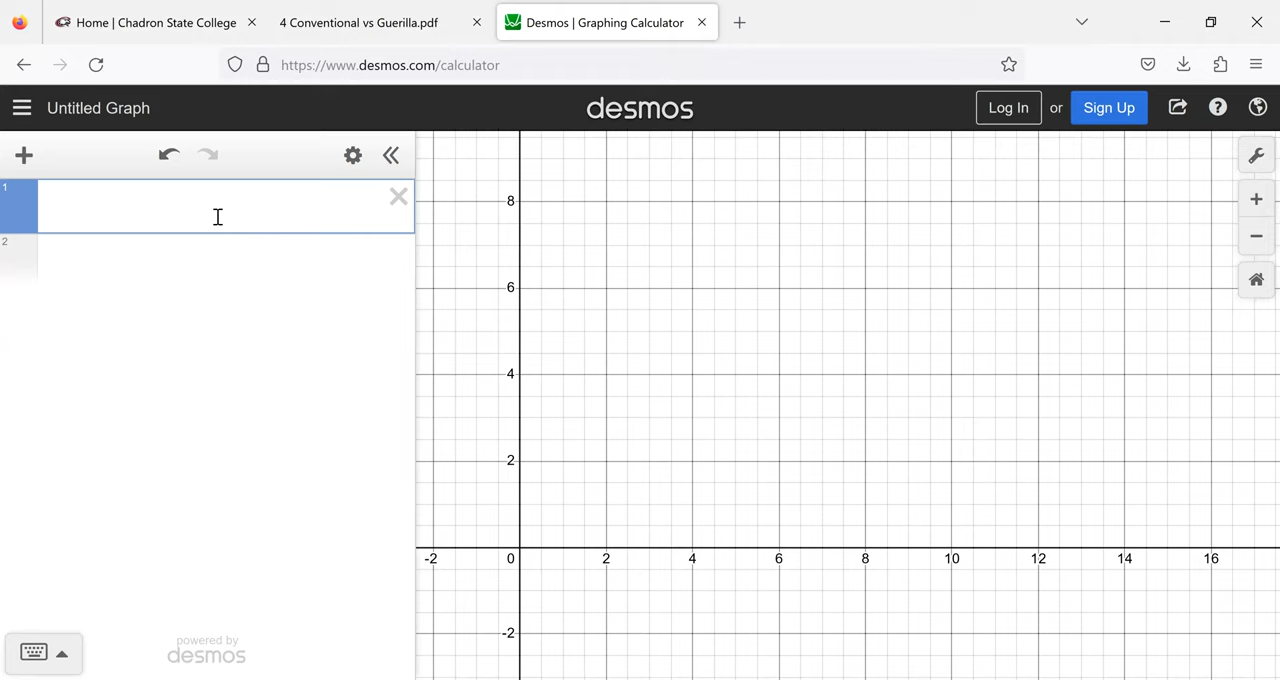 Home | Chadron State College
4 Conventional vs Guerilla.pdf
Desmos | Graphing Calculator
https://www.desmos.com/calculator
Untitled Graph
desmos
Log In
or
Sign Up
1
2
8
6
4
2
-2
0
2
4
6
8
10
12
14
16
-2
powered by
desmos